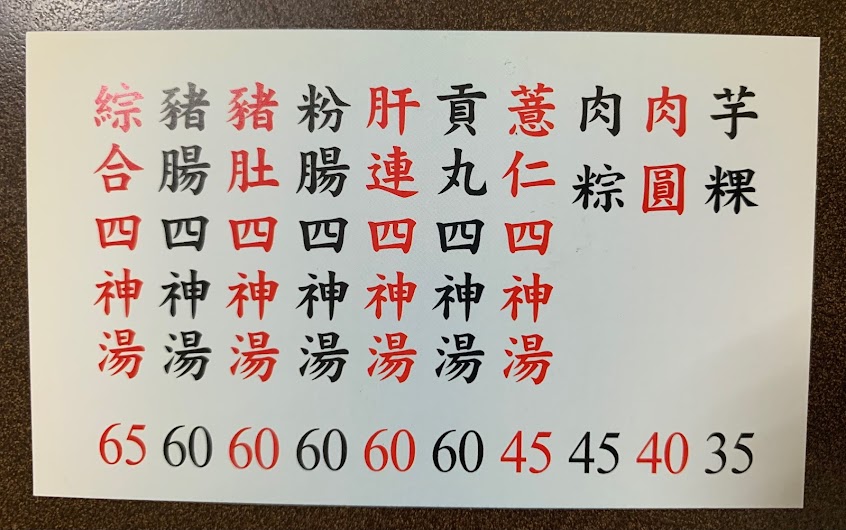 芋粿 35
肉圓 40
肉粽 45
薏仁四神湯 45
貢丸四神湯 60
肝連四神湯 60
粉腸四神湯 60
豬肚四神湯 60
豬腸四神湯 60
綜合四神湯 65